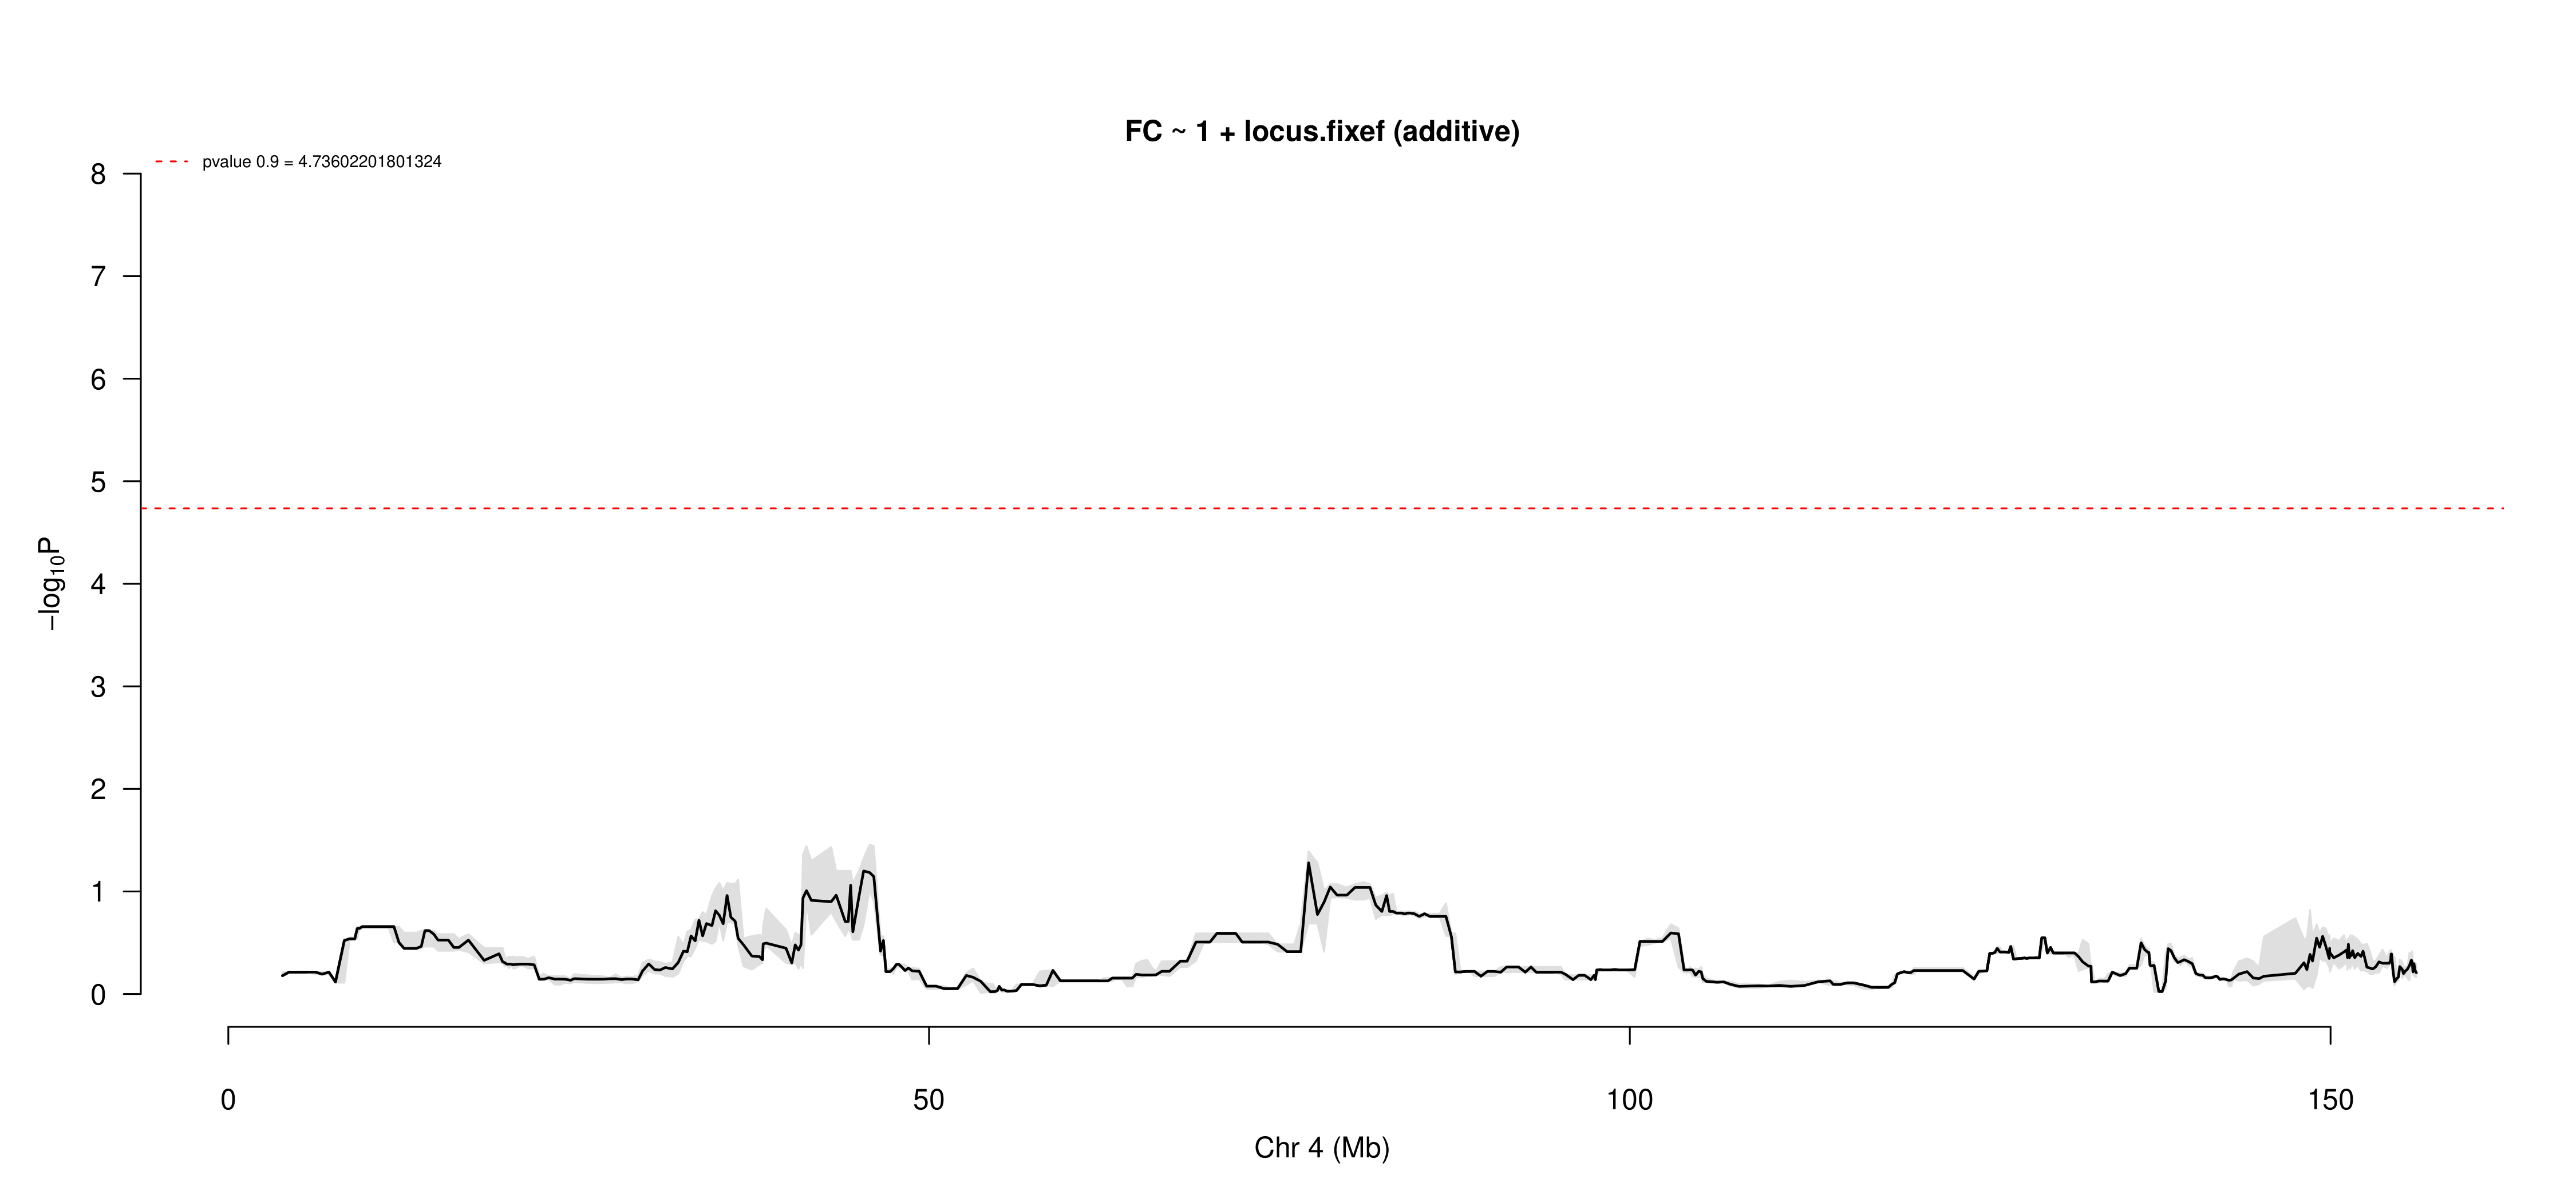 FC ~ 1 + locus.fixef (additive)
pvalue 0.9 = 4.73602201801324
8
7
6
5
4
3
2
1
0
−log10P
0 50 100 150
Chr 4 (Mb)